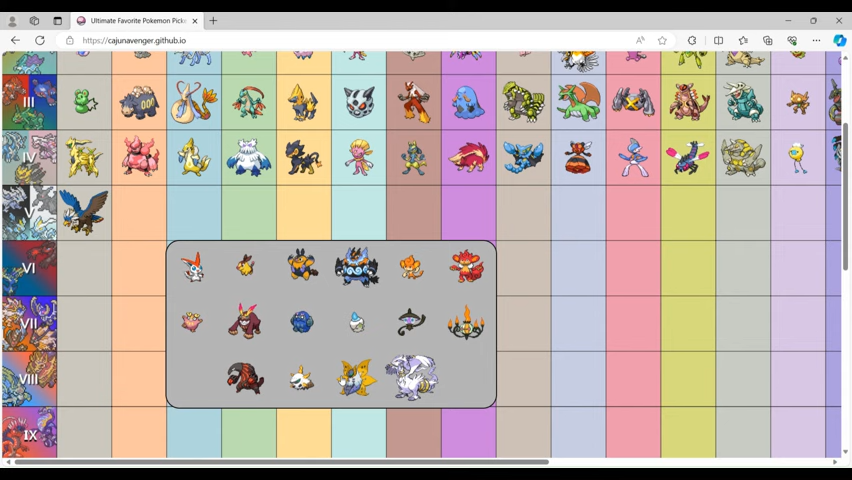 Ultimate Favorite Pokemon Pick
https://cajunavenger.github.io
III
IV
V
VI
VII
VIII
IX